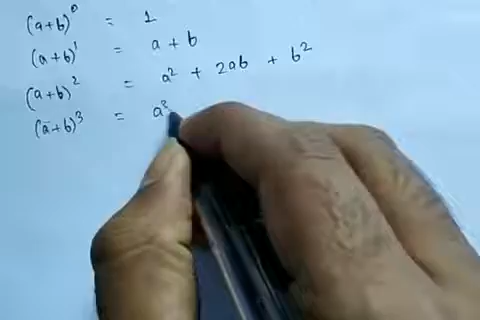 (a+b)⁰ = 1
(a+b)¹ = a + b
(a+b)² = a² + 2ab + b²
(a+b)³ = a³